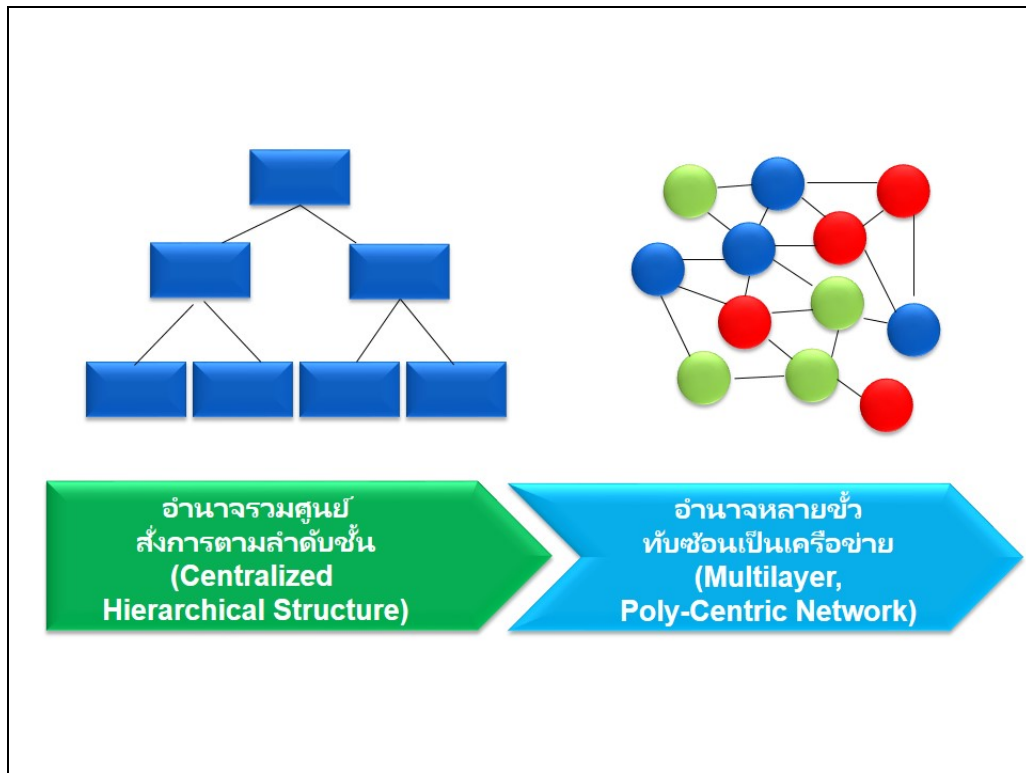 อำนาจรวมศูนย์
สั่งการตามลำดับชั้น
(Centralized
Hierarchical Structure)
อำนาจหลายขั้ว
ทับซ้อนเป็นเครือข่าย
(Multilayer,
Poly-Centric Network)